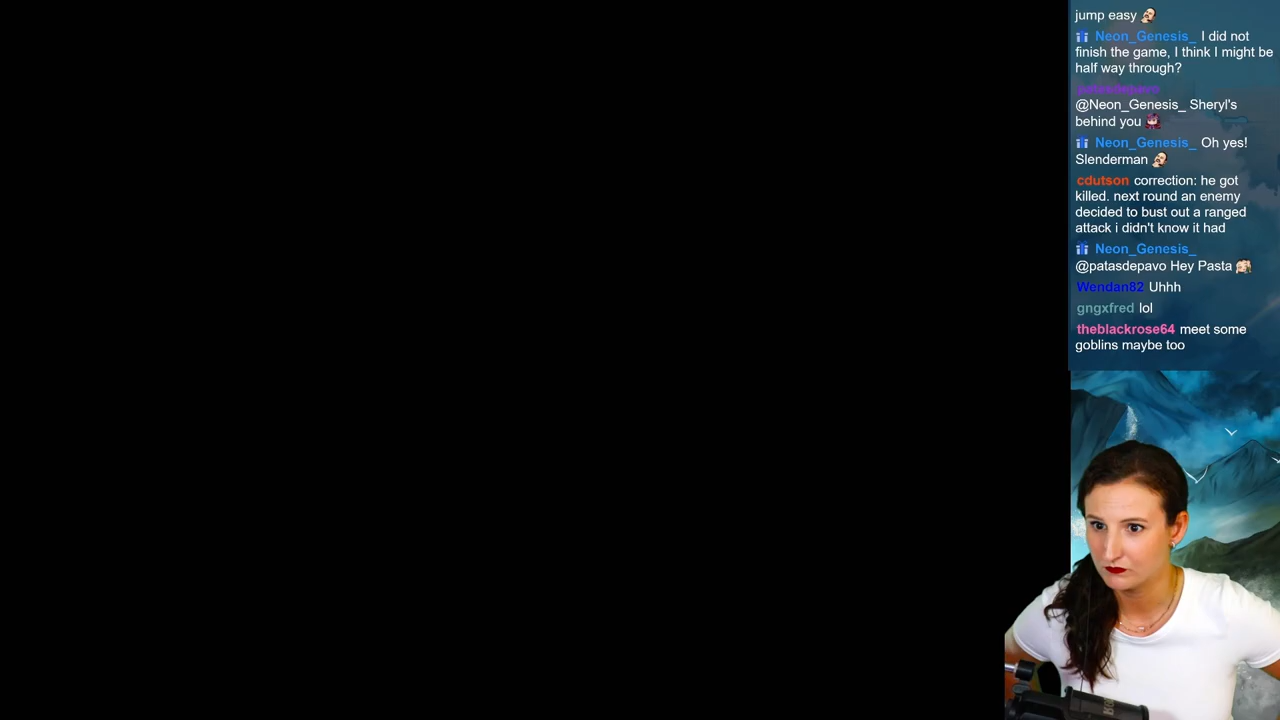 jump easy
Neon_Genesis_ I did not
finish the game, I think I might be
half way through?
patasdepavo
@Neon_Genesis_ Sheryl's
behind you
Neon_Genesis_ Oh yes!
Slenderman
cdutson correction: he got
killed. next round an enemy
decided to bust out a ranged
attack i didn't know it had
Neon_Genesis_
@patasdepavo Hey Pasta
Wendan82 Uhhh
gngxfred lol
theblackrose64 meet some
goblins maybe too